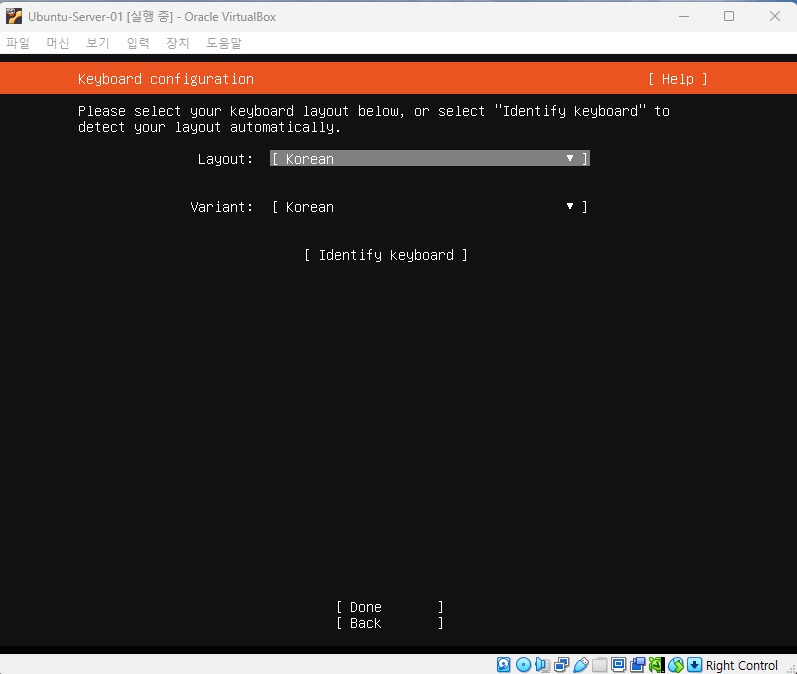 Ubuntu-Server-01 [실행 중] - Oracle VirtualBox
파일 머신 보기 입력 장치 도움말
Keyboard configuration [ Help ]
Please select your keyboard layout below, or select "Identify keyboard" to
detect your layout automatically.
Layout: [ Korean ▼ ]
Variant: [ Korean ▼ ]
[ Identify keyboard ]
[ Done ]
[ Back ]
Right Control